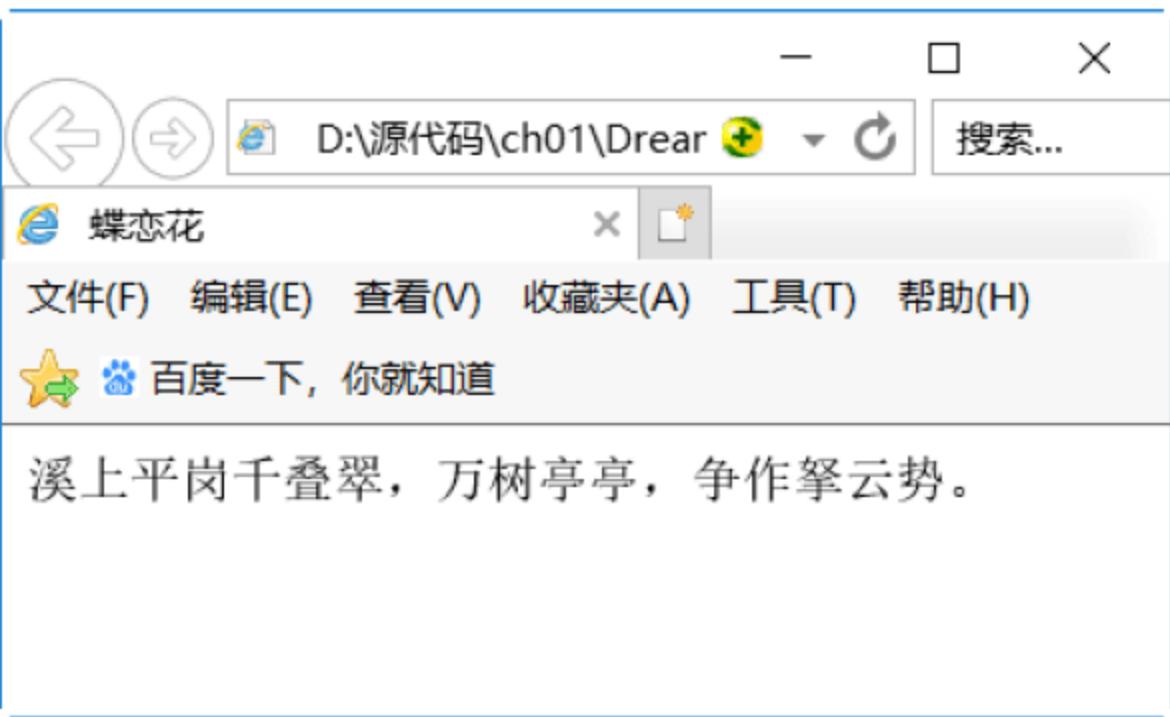 D:\源代码\ch01\Drear
搜索...
蝶恋花
文件(F) 编辑(E) 查看(V) 收藏夹(A) 工具(T) 帮助(H)
百度一下，你就知道
溪上平岗千叠翠，万树亭亭，争作拏云势。